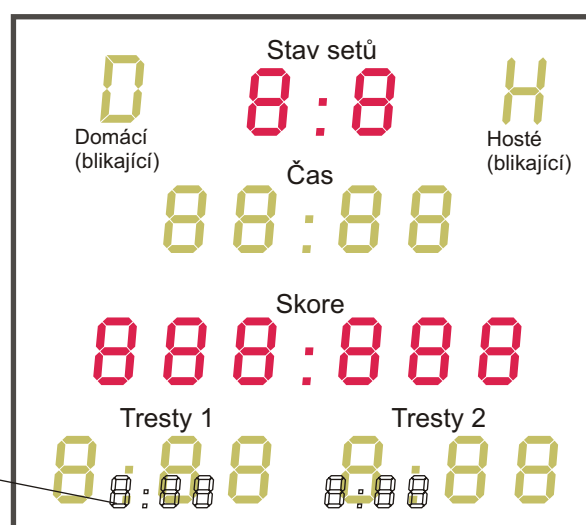 Stav setů
D 8:8 H
Domácí
(blikající)
Hosté
(blikající)
Čas
88:88
Skore
888:888
Tresty 1 Tresty 2
8:88 8:88
8:88 8:88